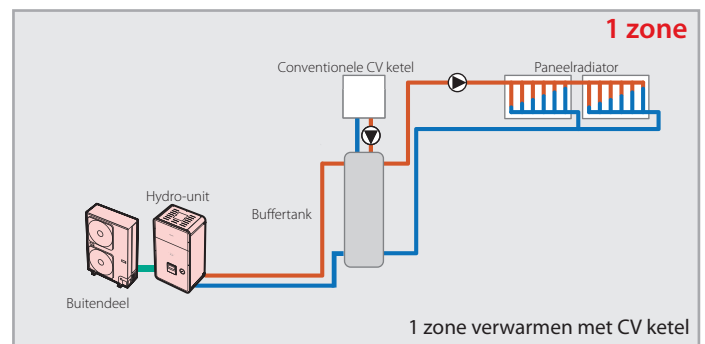 1 zone
Conventionele CV ketel
Paneelradiator
Hydro-unit
Buffertank
Buitendeel
1 zone verwarmen met CV ketel